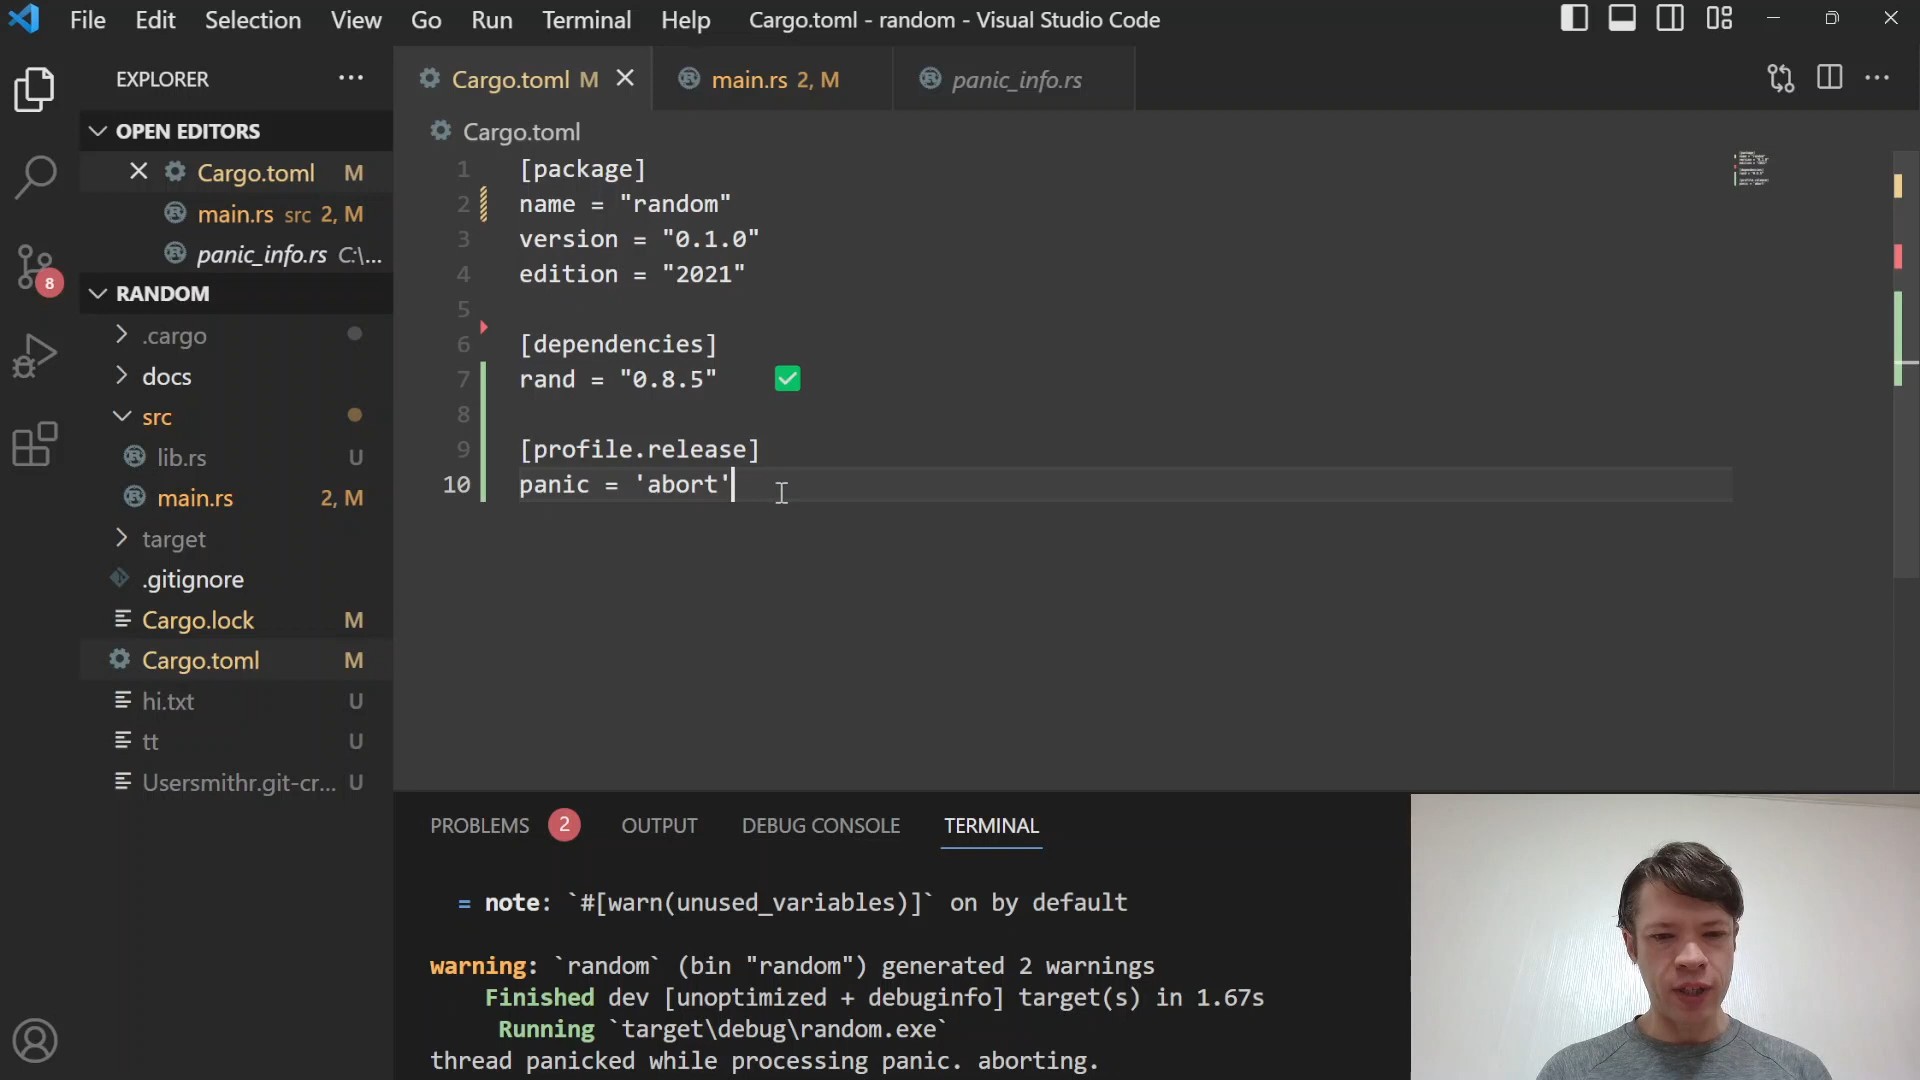 File Edit Selection View Go Run Terminal Help Cargo.toml - random - Visual Studio Code
EXPLORER
OPEN EDITORS
Cargo.toml M
main.rs src 2, M
panic_info.rs C:\...
RANDOM
.cargo
docs
src
lib.rs U
main.rs 2, M
target
.gitignore
Cargo.lock M
Cargo.toml M
hi.txt U
tt U
Usersmithr.git-cr... U
8
Cargo.toml M
main.rs 2, M
panic_info.rs
Cargo.toml
1 [package]
2 name = "random"
3 version = "0.1.0"
4 edition = "2021"
5
6 [dependencies]
7 rand = "0.8.5"
8
9 [profile.release]
10 panic = 'abort'
PROBLEMS 2 OUTPUT DEBUG CONSOLE TERMINAL
= note: `#[warn(unused_variables)]` on by default
warning: `random` (bin "random") generated 2 warnings
Finished dev [unoptimized + debuginfo] target(s) in 1.67s
Running `target\debug\random.exe`
thread panicked while processing panic. aborting.